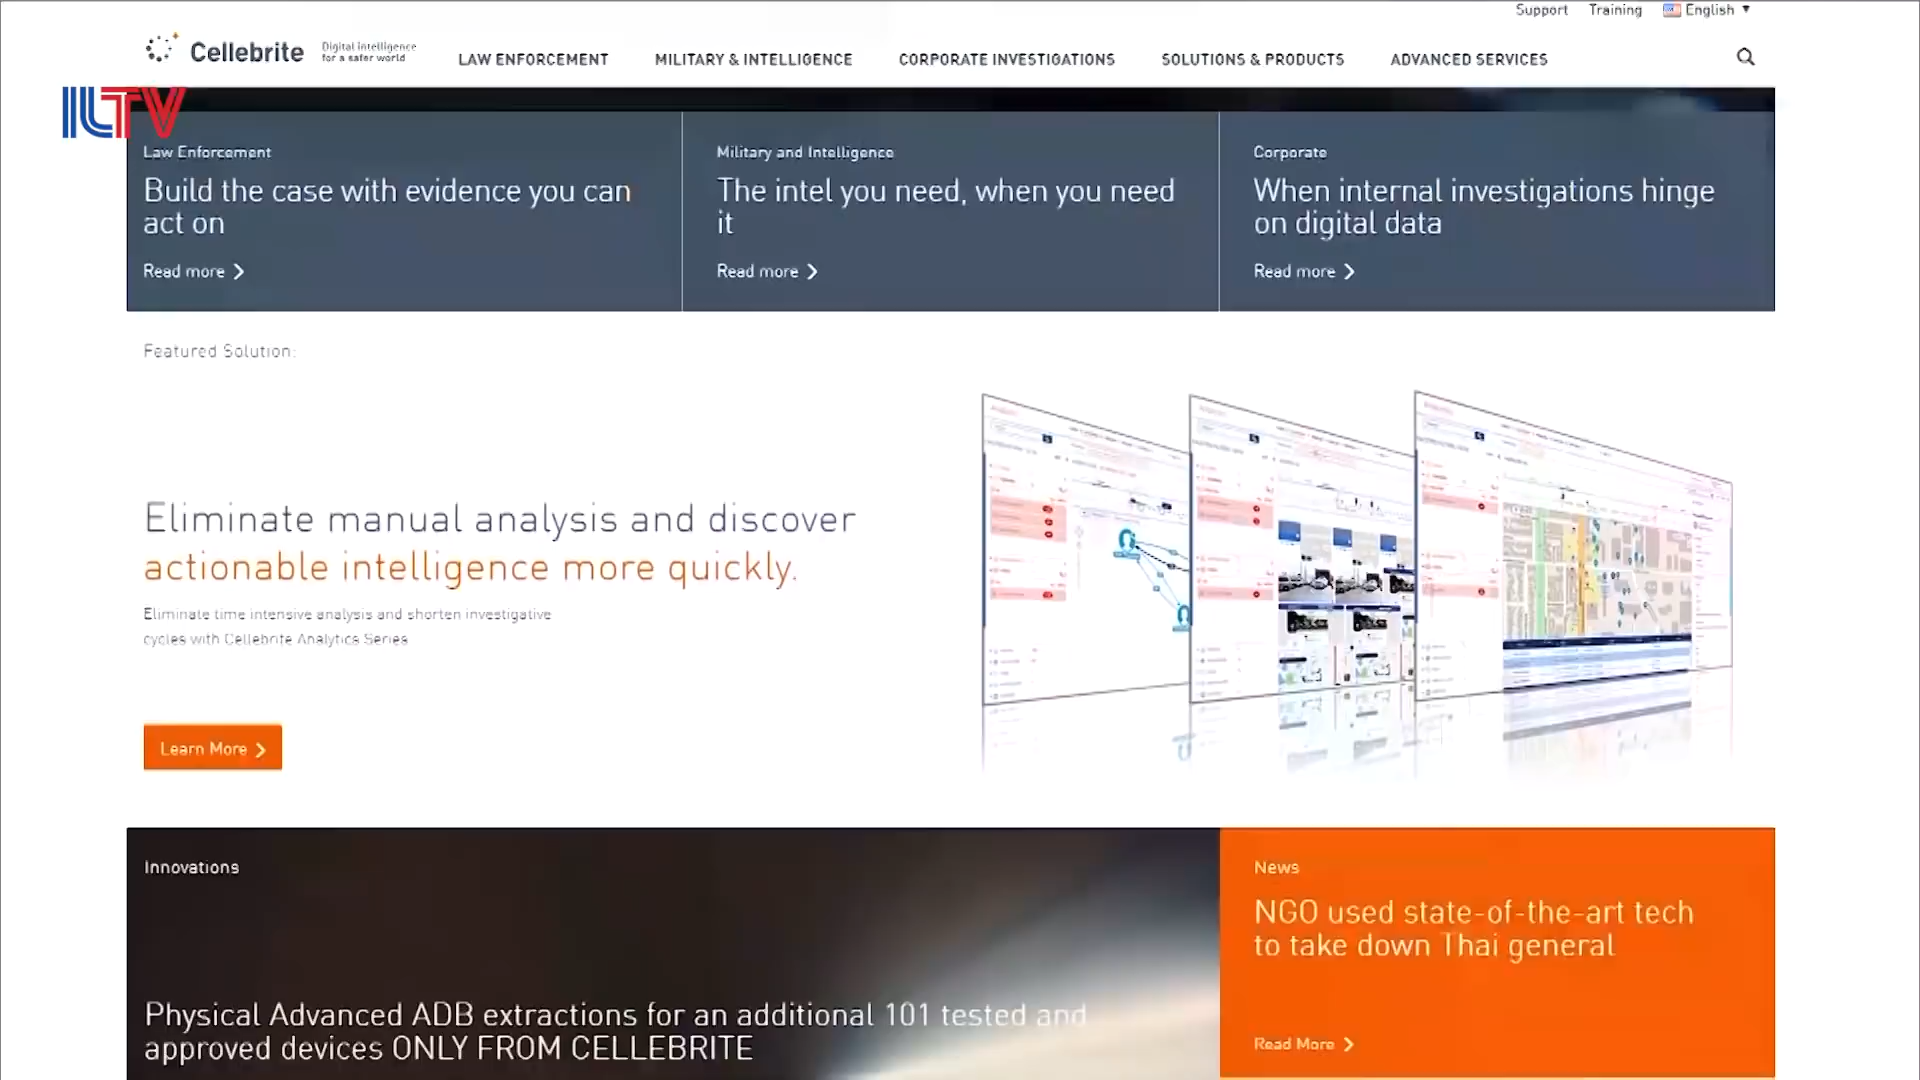 Support Training English
Cellebrite
Digital intelligence
for a safer world
LAW ENFORCEMENT MILITARY & INTELLIGENCE CORPORATE INVESTIGATIONS SOLUTIONS & PRODUCTS ADVANCED SERVICES
ILTV
Law Enforcement
Build the case with evidence you can
act on
Read more
Military and Intelligence
The intel you need, when you need
it
Read more
Corporate
When internal investigations hinge
on digital data
Read more
Featured Solution:
Eliminate manual analysis and discover
actionable intelligence more quickly.
Eliminate time intensive analysis and shorten investigative
cycles with Cellebrite Analytics Series
Learn More
Innovations
Physical Advanced ADB extractions for an additional 101 tested and
approved devices ONLY FROM CELLEBRITE
News
NGO used state-of-the-art tech
to take down Thai general
Read More